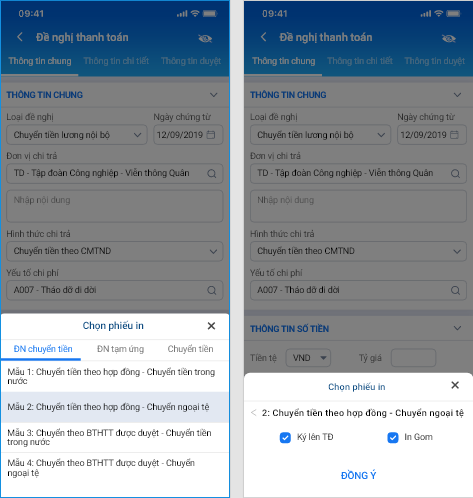 09:41
Đề nghị thanh toán
Thông tin chung Thông tin chi tiết Thông tin duyệt
THÔNG TIN CHUNG
Loại đề nghị Ngày chứng từ
Chuyển tiền lương nội bộ 12/09/2019
Đơn vị chi trả
TD - Tập đoàn Công nghiệp - Viễn thông Quân
Nhập nội dung
Hình thức chi trả
Chuyển tiền theo CMTND
Yếu tố chi phí
A007 - Tháo dỡ di dời
Chọn phiếu in
ĐN chuyển tiền ĐN tạm ứng Chuyển tiền
Mẫu 1: Chuyển tiền theo hợp đồng - Chuyển tiền trong
nước
Mẫu 2: Chuyển tiền theo hợp đồng - Chuyển ngoại tệ
Mẫu 3: Chuyển theo BTHTT được duyệt - Chuyển tiền
trong nước
Mẫu 4: Chuyển theo BTHTT được duyệt - Chuyển
ngoại tệ
09:41
Đề nghị thanh toán
Thông tin chung Thông tin chi tiết Thông tin duyệt
THÔNG TIN CHUNG
Loại đề nghị Ngày chứng từ
Chuyển tiền lương nội bộ 12/09/2019
Đơn vị chi trả
TD - Tập đoàn Công nghiệp - Viễn thông Quân
Nhập nội dung
Hình thức chi trả
Chuyển tiền theo CMTND
Yếu tố chi phí
A007 - Tháo dỡ di dời
THÔNG TIN SỐ TIỀN
Tiền tệ VND Tỷ giá
Chọn phiếu in
2: Chuyển tiền theo hợp đồng - Chuyển ngoại tệ
Ký lên TĐ In Gom
ĐỒNG Ý